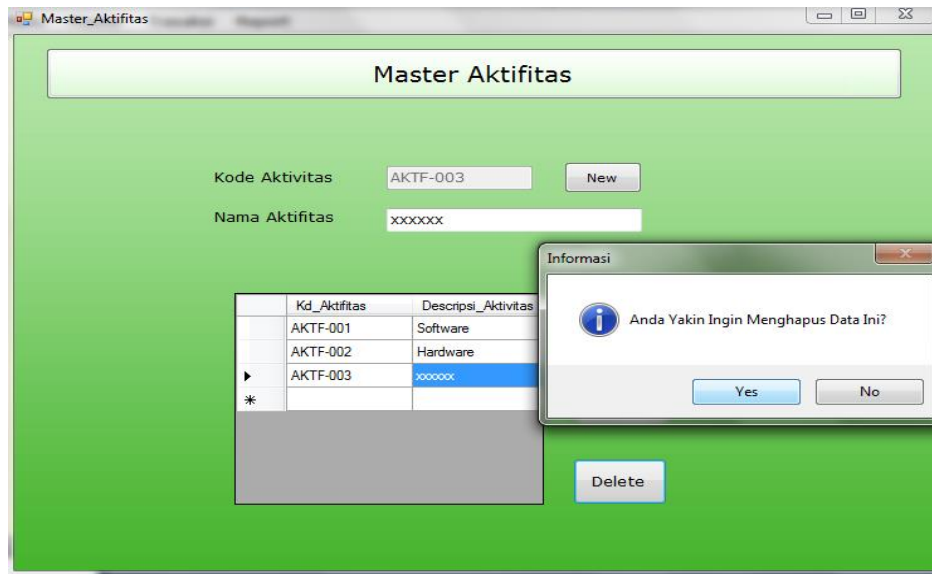 Master_Aktifitas
Master Aktifitas
Kode Aktivitas AKTF-003 New
Nama Aktifitas xxxxxx
Informasi
Anda Yakin Ingin Menghapus Data Ini?
Yes No
Kd_Aktifitas Descripsi_Aktivitas
AKTF-001 Software
AKTF-002 Hardware
AKTF-003 xxxxxx
Delete